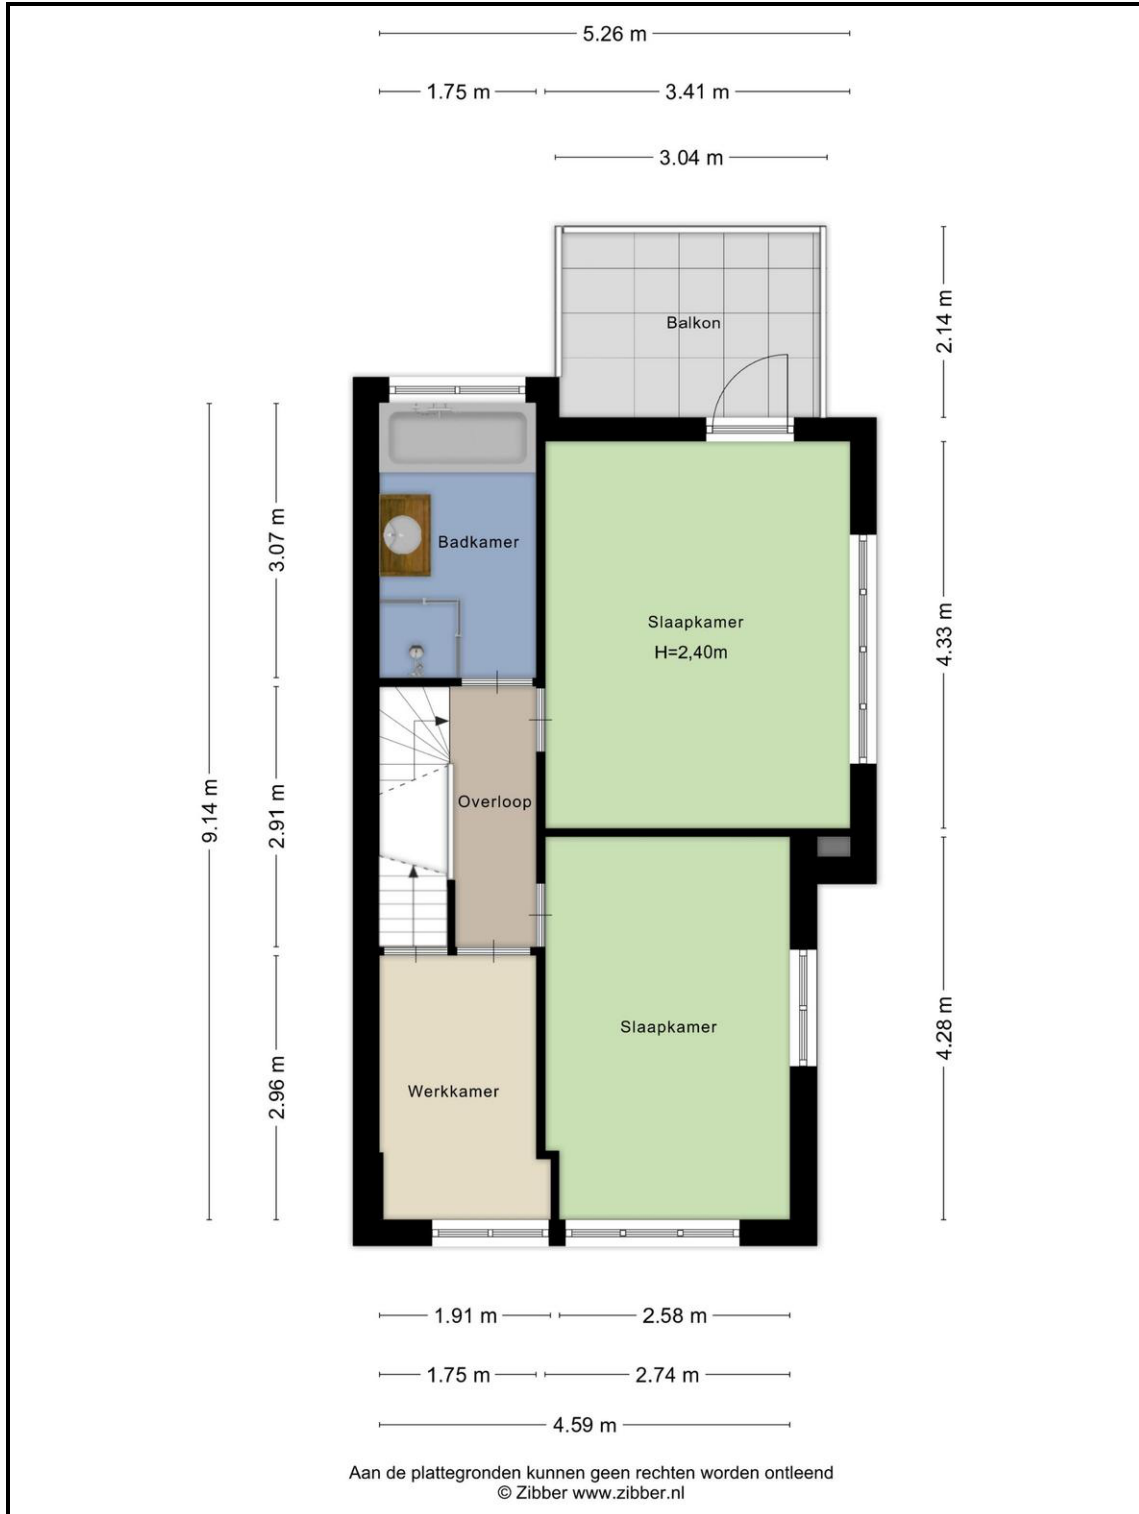 5.26 m
1.75 m
3.41 m
3.04 m
Balkon
2.14 m
Badkamer
3.07 m
Slaapkamer
H=2,40m
4.33 m
Overloop
2.91 m
9.14 m
Slaapkamer
4.28 m
Werkkamer
2.96 m
1.91 m
2.58 m
1.75 m
2.74 m
4.59 m
Aan de plattegronden kunnen geen rechten worden ontleend
© Zibber www.zibber.nl